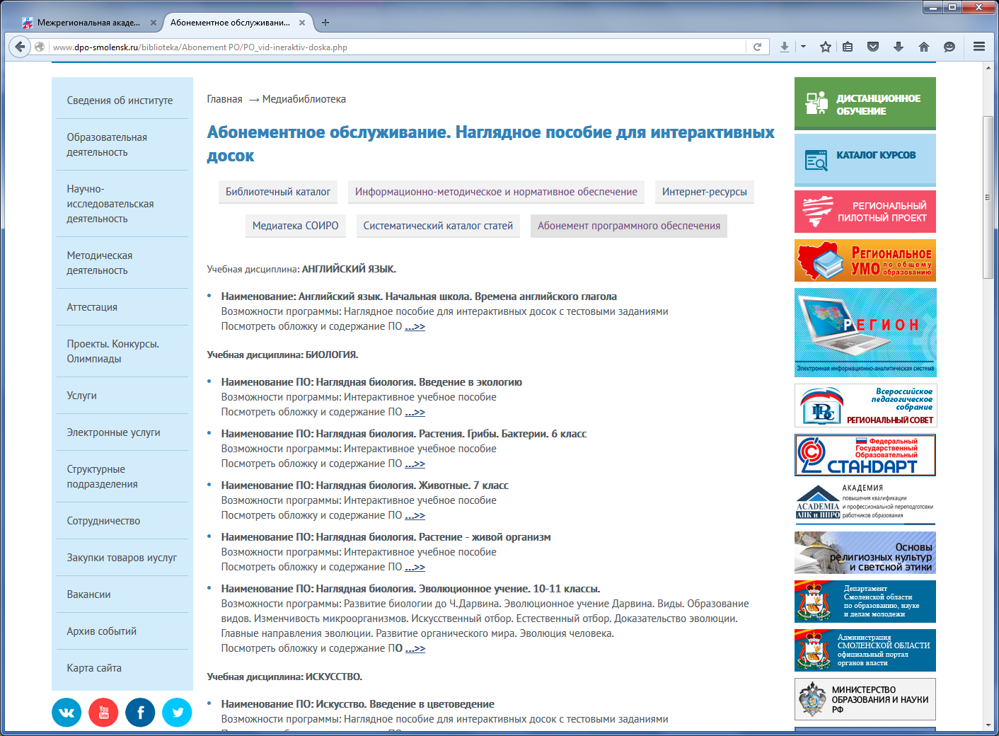 Межрегиональная акаде...
Абонементное обслуживани...
www.dpo-smolensk.ru/biblioteka/Abonement PO/PO_vid-ineraktiv-doska.php
Сведения об институте
Образовательная
деятельность
Научно-
исследовательская
деятельность
Методическая
деятельность
Аттестация
Проекты. Конкурсы.
Олимпиады
Услуги
Электронные услуги
Структурные
подразделения
Сотрудничество
Закупки товаров иуслуг
Вакансии
Архив событий
Карта сайта
You
Tube
Главная → Медиабиблиотека
Абонементное обслуживание. Наглядное пособие для интерактивных
досок
Библиотечный каталог
Информационно-методическое и нормативное обеспечение
Интернет-ресурсы
Медиатека СОИРО
Систематический каталог статей
Абонемент программного обеспечения
Учебная дисциплина: АНГЛИЙСКИЙ ЯЗЫК.
Наименование: Английский язык. Начальная школа. Времена английского глагола
Возможности программы: Наглядное пособие для интерактивных досок с тестовыми заданиями
Посмотреть обложку и содержание ПО ...>>
Учебная дисциплина: БИОЛОГИЯ.
Наименование ПО: Наглядная биология. Введение в экологию
Возможности программы: Интерактивное учебное пособие
Посмотреть обложку и содержание ПО ...>>
Наименование ПО: Наглядная биология. Растения. Грибы. Бактерии. 6 класс
Возможности программы: Интерактивное учебное пособие
Посмотреть обложку и содержание ПО ...>>
Наименование ПО: Наглядная биология. Животные. 7 класс
Возможности программы: Интерактивное учебное пособие
Посмотреть обложку и содержание ПО ...>>
Наименование ПО: Наглядная биология. Растение - живой организм
Возможности программы: Интерактивное учебное пособие
Посмотреть обложку и содержание ПО ...>>
Наименование ПО: Наглядная биология. Эволюционное учение. 10-11 классы.
Возможности программы: Развитие биологии до Ч.Дарвина. Эволюционное учение Дарвина. Виды. Образование
видов. Изменчивость микроорганизмов. Искусственный отбор. Естественный отбор. Доказательство эволюции.
Главные направления эволюции. Развитие органического мира. Эволюция человека.
Посмотреть обложку и содержание ПО ...>>
Учебная дисциплина: ИСКУССТВО.
Наименование ПО: Искусство. Введение в цветоведение
Возможности программы: Наглядное пособие для интерактивных досок с тестовыми заданиями
ДИСТАНЦИОННОЕ
ОБУЧЕНИЕ
КАТАЛОГ КУРСОВ
РЕГИОНАЛЬНЫЙ
ПИЛОТНЫЙ ПРОЕКТ
РЕГИОНАЛЬНОЕ
УМО по общему
образованию
РЕГИОН
Электронная информационно-аналитическая система
Всероссийское
педагогическое
собрание
РЕГИОНАЛЬНЫЙ СОВЕТ
Федеральный
Государственный
Образовательный
СТАНДАРТ
АКАДЕМИЯ
повышения квалификации
и профессиональной переподготовки
работников образования
ACADEMIA
АПК и ППРО
Основы
религиозных культур
и светской этики
Департамент
Смоленской области
по образованию, науке
и делам молодежи
Администрация
СМОЛЕНСКОЙ ОБЛАСТИ
официальный портал
органов власти
МИНИСТЕРСТВО
ОБРАЗОВАНИЯ И НАУКИ
РФ